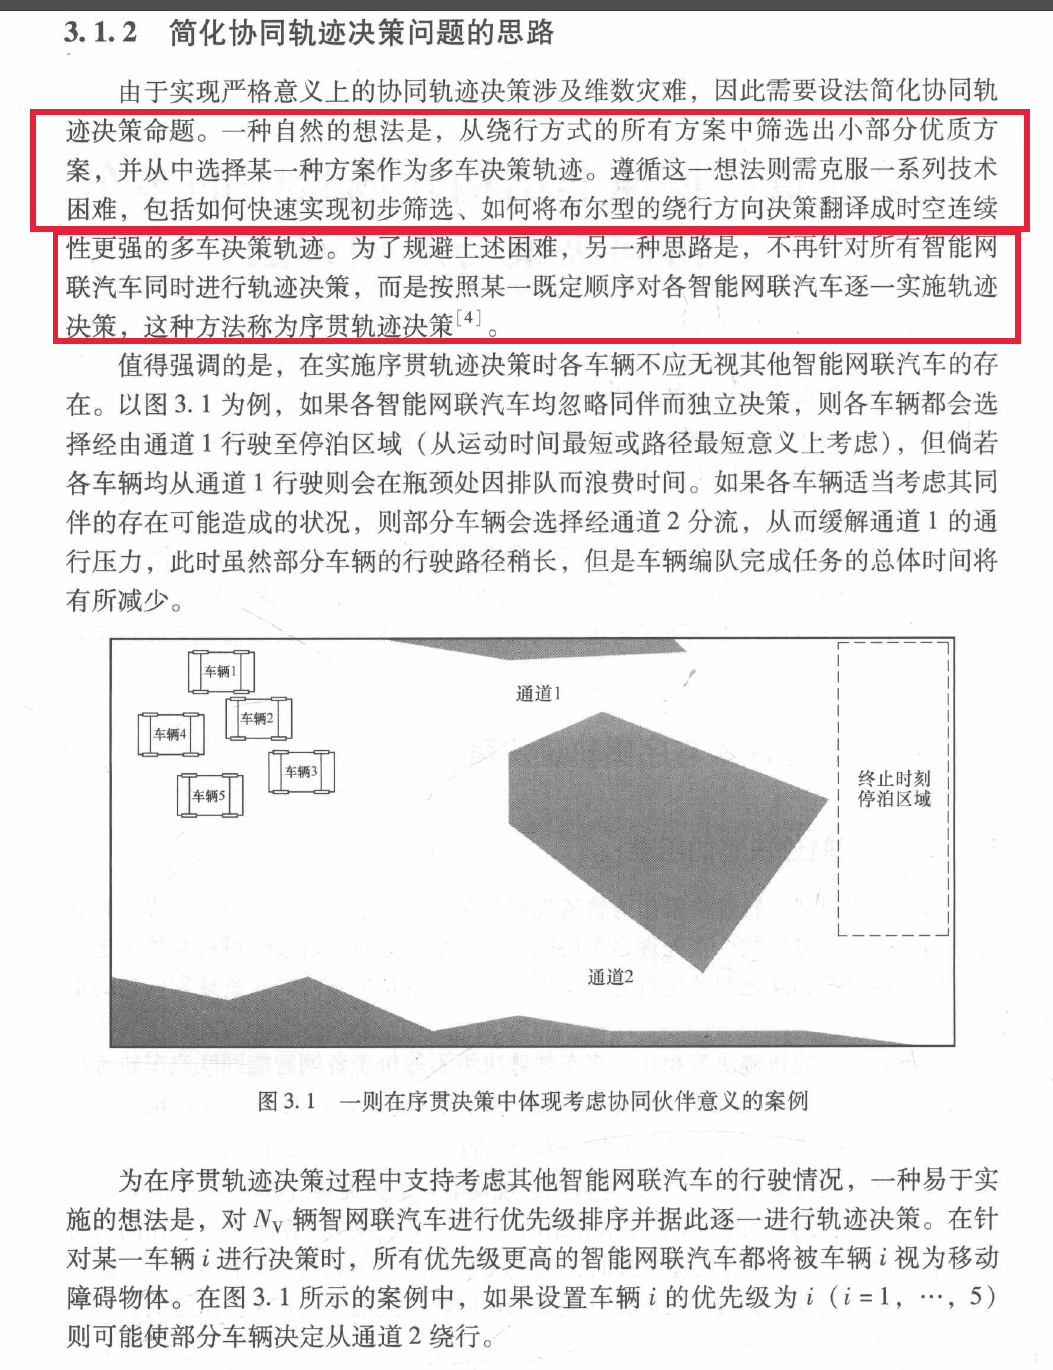 3.1.2 简化协同轨迹决策问题的思路
由于实现严格意义上的协同轨迹决策涉及维数灾难，因此需要设法简化协同轨
迹决策命题。一种自然的想法是，从绕行方式的所有方案中筛选出小部分优质方
案，并从中选择某一种方案作为多车决策轨迹。遵循这一想法则需克服一系列技术
困难，包括如何快速实现初步筛选、如何将布尔型的绕行方向决策翻译成时空连续
性更强的多车决策轨迹。为了规避上述困难，另一种思路是，不再针对所有智能网
联汽车同时进行轨迹决策，而是按照某一既定顺序对各智能网联汽车逐一实施轨迹
决策，这种方法称为序贯轨迹决策[4]。
值得强调的是，在实施序贯轨迹决策时各车辆不应无视其他智能网联汽车的存
在。以图3.1为例，如果各智能网联汽车均忽略同伴而独立决策，则各车辆都会选
择经由通道1行驶至停泊区域（从运动时间最短或路径最短意义上考虑），但倘若
各车辆均从通道1行驶则会在瓶颈处因排队而浪费时间。如果各车辆适当考虑其同
伴的存在可能造成的状况，则部分车辆会选择经通道2分流，从而缓解通道1的通
行压力，此时虽然部分车辆的行驶路径稍长，但是车辆编队完成任务的总体时间将
有所减少。
车辆1
通道1
车辆2
车辆4
车辆3
终止时刻
停泊区域
车辆5
通道2
图3.1 一则在序贯决策中体现考虑协同伙伴意义的案例
为在序贯轨迹决策过程中支持考虑其他智能网联汽车的行驶情况，一种易于实
施的想法是，对NV辆智网联汽车进行优先级排序并据此逐一进行轨迹决策。在针
对某一车辆i进行决策时，所有优先级更高的智能网联汽车都将被车辆i视为移动
障碍物体。在图3.1所示的案例中，如果设置车辆i的优先级为i（i=1，…，5）
则可能使部分车辆决定从通道2绕行。